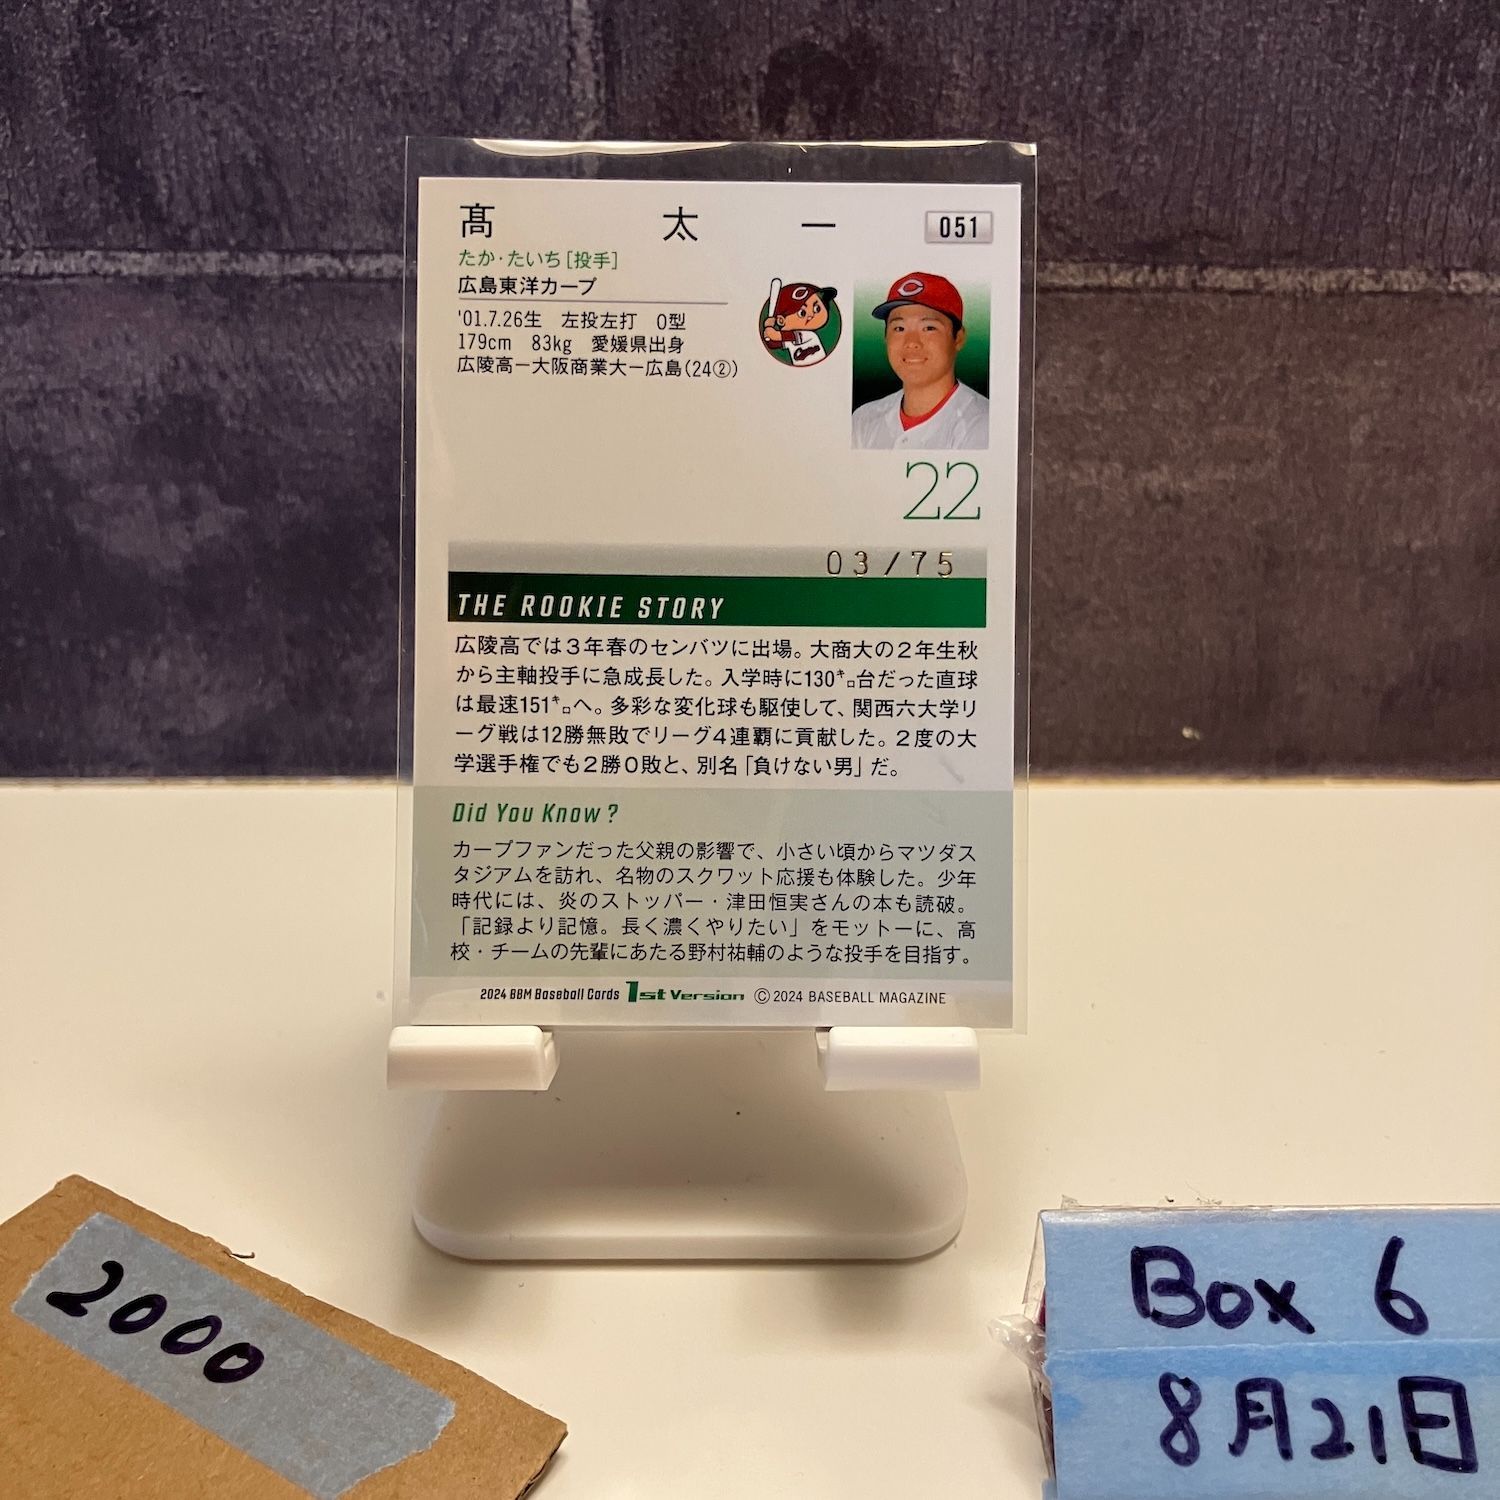 髙 太 一 051
たか・たいち[投手]
広島東洋カープ
'01.7.26生 左投左打 O型
179cm 83kg 愛媛県出身
広陵高ー大阪商業大ー広島(24②)
22
03/75
THE ROOKIE STORY
広陵高では3年春のセンバツに出場。大商大の2年生秋
から主軸投手に急成長した。入学時に130㌔台だった直球
は最速151㌔へ。多彩な変化球も駆使して、関西六大学リ
ーグ戦は12勝無敗でリーグ4連覇に貢献した。2度の大
学選手権でも2勝0敗と、別名「負けない男」だ。
Did You Know?
カープファンだった父親の影響で、小さい頃からマツダス
タジアムを訪れ、名物のスクワット応援も体験した。少年
時代には、炎のストッパー・津田恒実さんの本も読破。
「記録より記憶。長く濃くやりたい」をモットーに、高
校・チームの先輩にあたる野村祐輔のような投手を目指す。
2024 BBM Baseball Cards 1st Version ©2024 BASEBALL MAGAZINE
2000
Box 6
8月21日